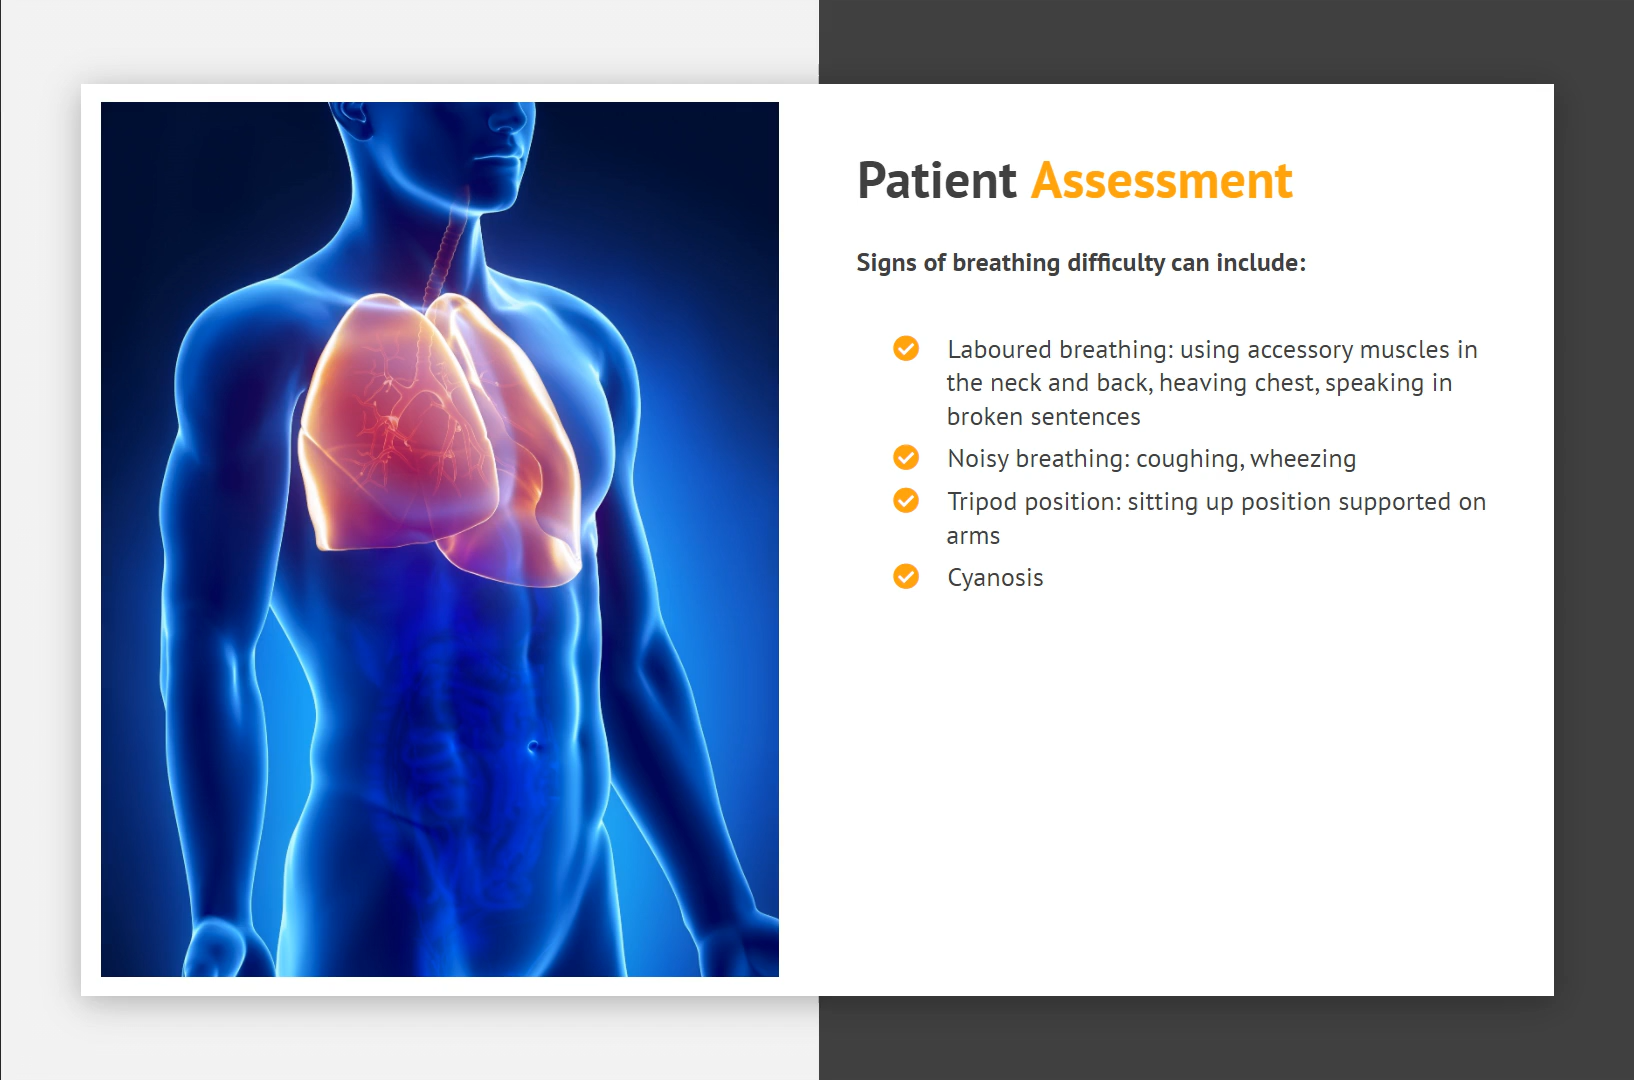 Patient Assessment
Signs of breathing difficulty can include:
Laboured breathing: using accessory muscles in
the neck and back, heaving chest, speaking in
broken sentences
Noisy breathing: coughing, wheezing
Tripod position: sitting up position supported on
arms
Cyanosis